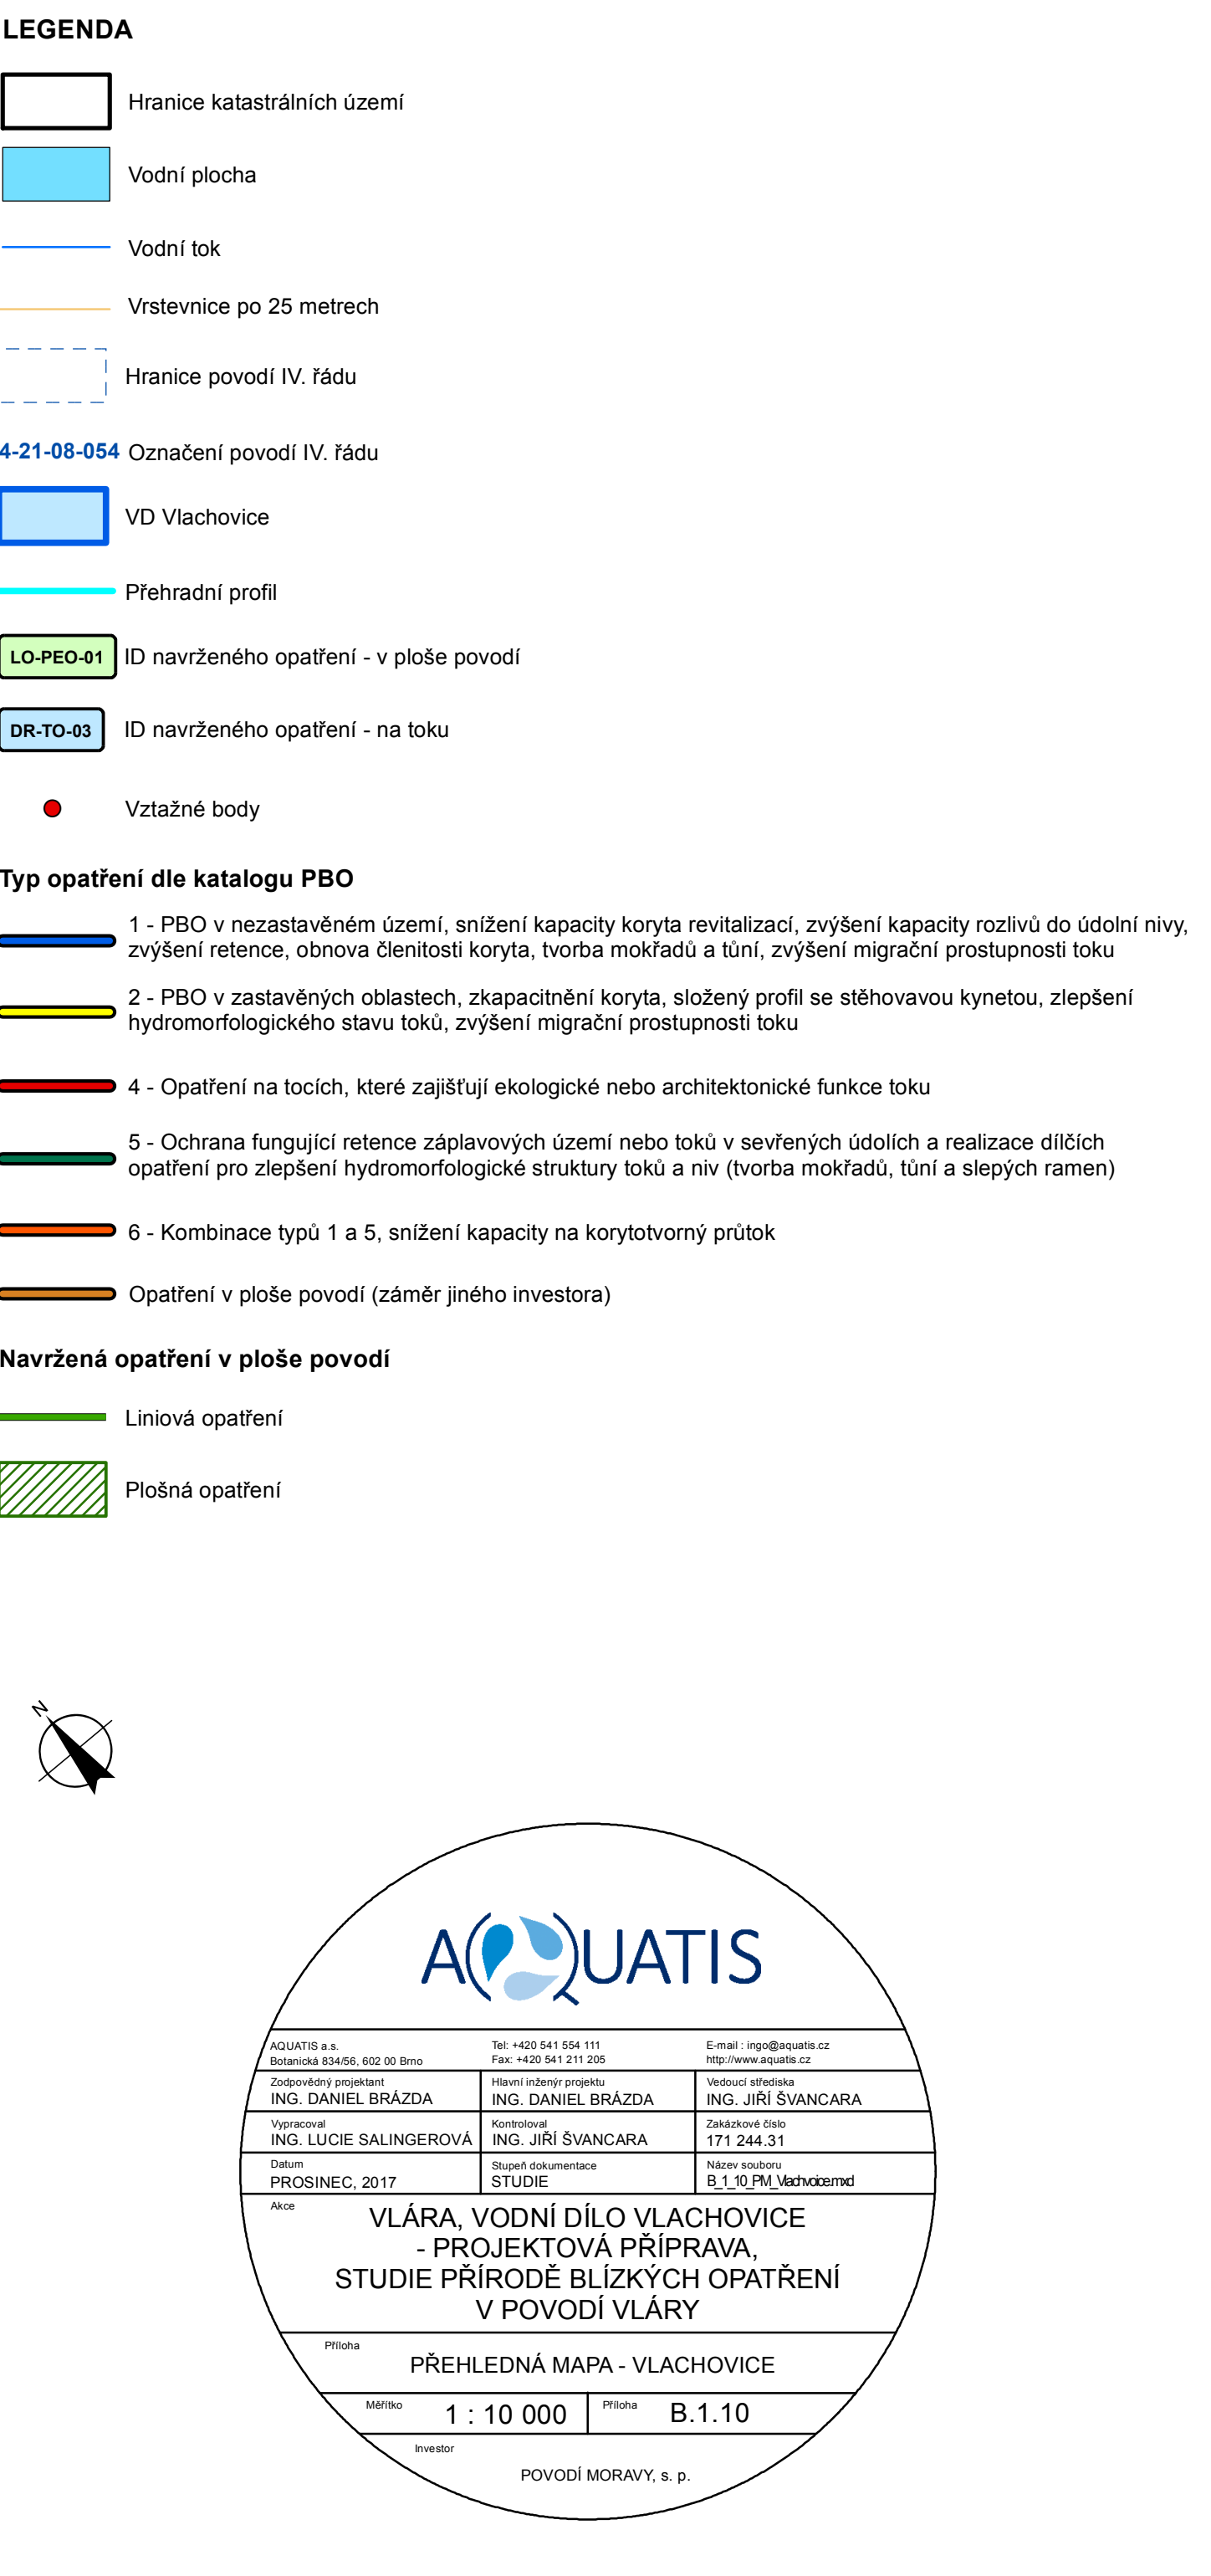 LEGENDA
Hranice katastrálních území
Vodní plocha
Vodní tok
Vrstevnice po 25 metrech
Hranice povodí IV. řádu
4-21-08-054 Označení povodí IV. řádu
VD Vlachovice
Přehradní profil
LO-PEO-01 ID navrženého opatření - v ploše povodí
DR-TO-03 ID navrženého opatření - na toku
Vztažné body
Typ opatření dle katalogu PBO
1 - PBO v nezastavěném území, snížení kapacity koryta revitalizací, zvýšení kapacity rozlivů do údolní nivy,
zvýšení retence, obnova členitosti koryta, tvorba mokřadů a tůní, zvýšení migrační prostupnosti toku
2 - PBO v zastavěných oblastech, zkapacitnění koryta, složený profil se stěhovavou kynetou, zlepšení
hydromorfologického stavu toků, zvýšení migrační prostupnosti toku
4 - Opatření na tocích, které zajišťují ekologické nebo architektonické funkce toku
5 - Ochrana fungující retence záplavových území nebo toků v sevřených údolích a realizace dílčích
opatření pro zlepšení hydromorfologické struktury toků a niv (tvorba mokřadů, tůní a slepých ramen)
6 - Kombinace typů 1 a 5, snížení kapacity na korytotvorný průtok
Opatření v ploše povodí (záměr jiného investora)
Navržená opatření v ploše povodí
Liniová opatření
Plošná opatření
N
AQUATIS
AQUATIS a.s. Tel: +420 541 554 111 E-mail : ingo@aquatis.cz
Botanická 834/56, 602 00 Brno Fax: +420 541 211 205 http://www.aquatis.cz
Zodpovědný projektant Hlavní inženýr projektu Vedoucí střediska
ING. DANIEL BRÁZDA ING. DANIEL BRÁZDA ING. JIŘÍ ŠVANCARA
Vypracoval Kontroloval Zakázkové číslo
ING. LUCIE SALINGEROVÁ ING. JIŘÍ ŠVANCARA 171 244.31
Datum Stupeň dokumentace Název souboru
PROSINEC, 2017 STUDIE B_1_10_PM_Vlachvoice.mxd
Akce
VLÁRA, VODNÍ DÍLO VLACHOVICE
- PROJEKTOVÁ PŘÍPRAVA,
STUDIE PŘÍRODĚ BLÍZKÝCH OPATŘENÍ
V POVODÍ VLÁRY
Příloha
PŘEHLEDNÁ MAPA - VLACHOVICE
Měřítko 1 : 10 000 Příloha B.1.10
Investor
POVODÍ MORAVY, s. p.